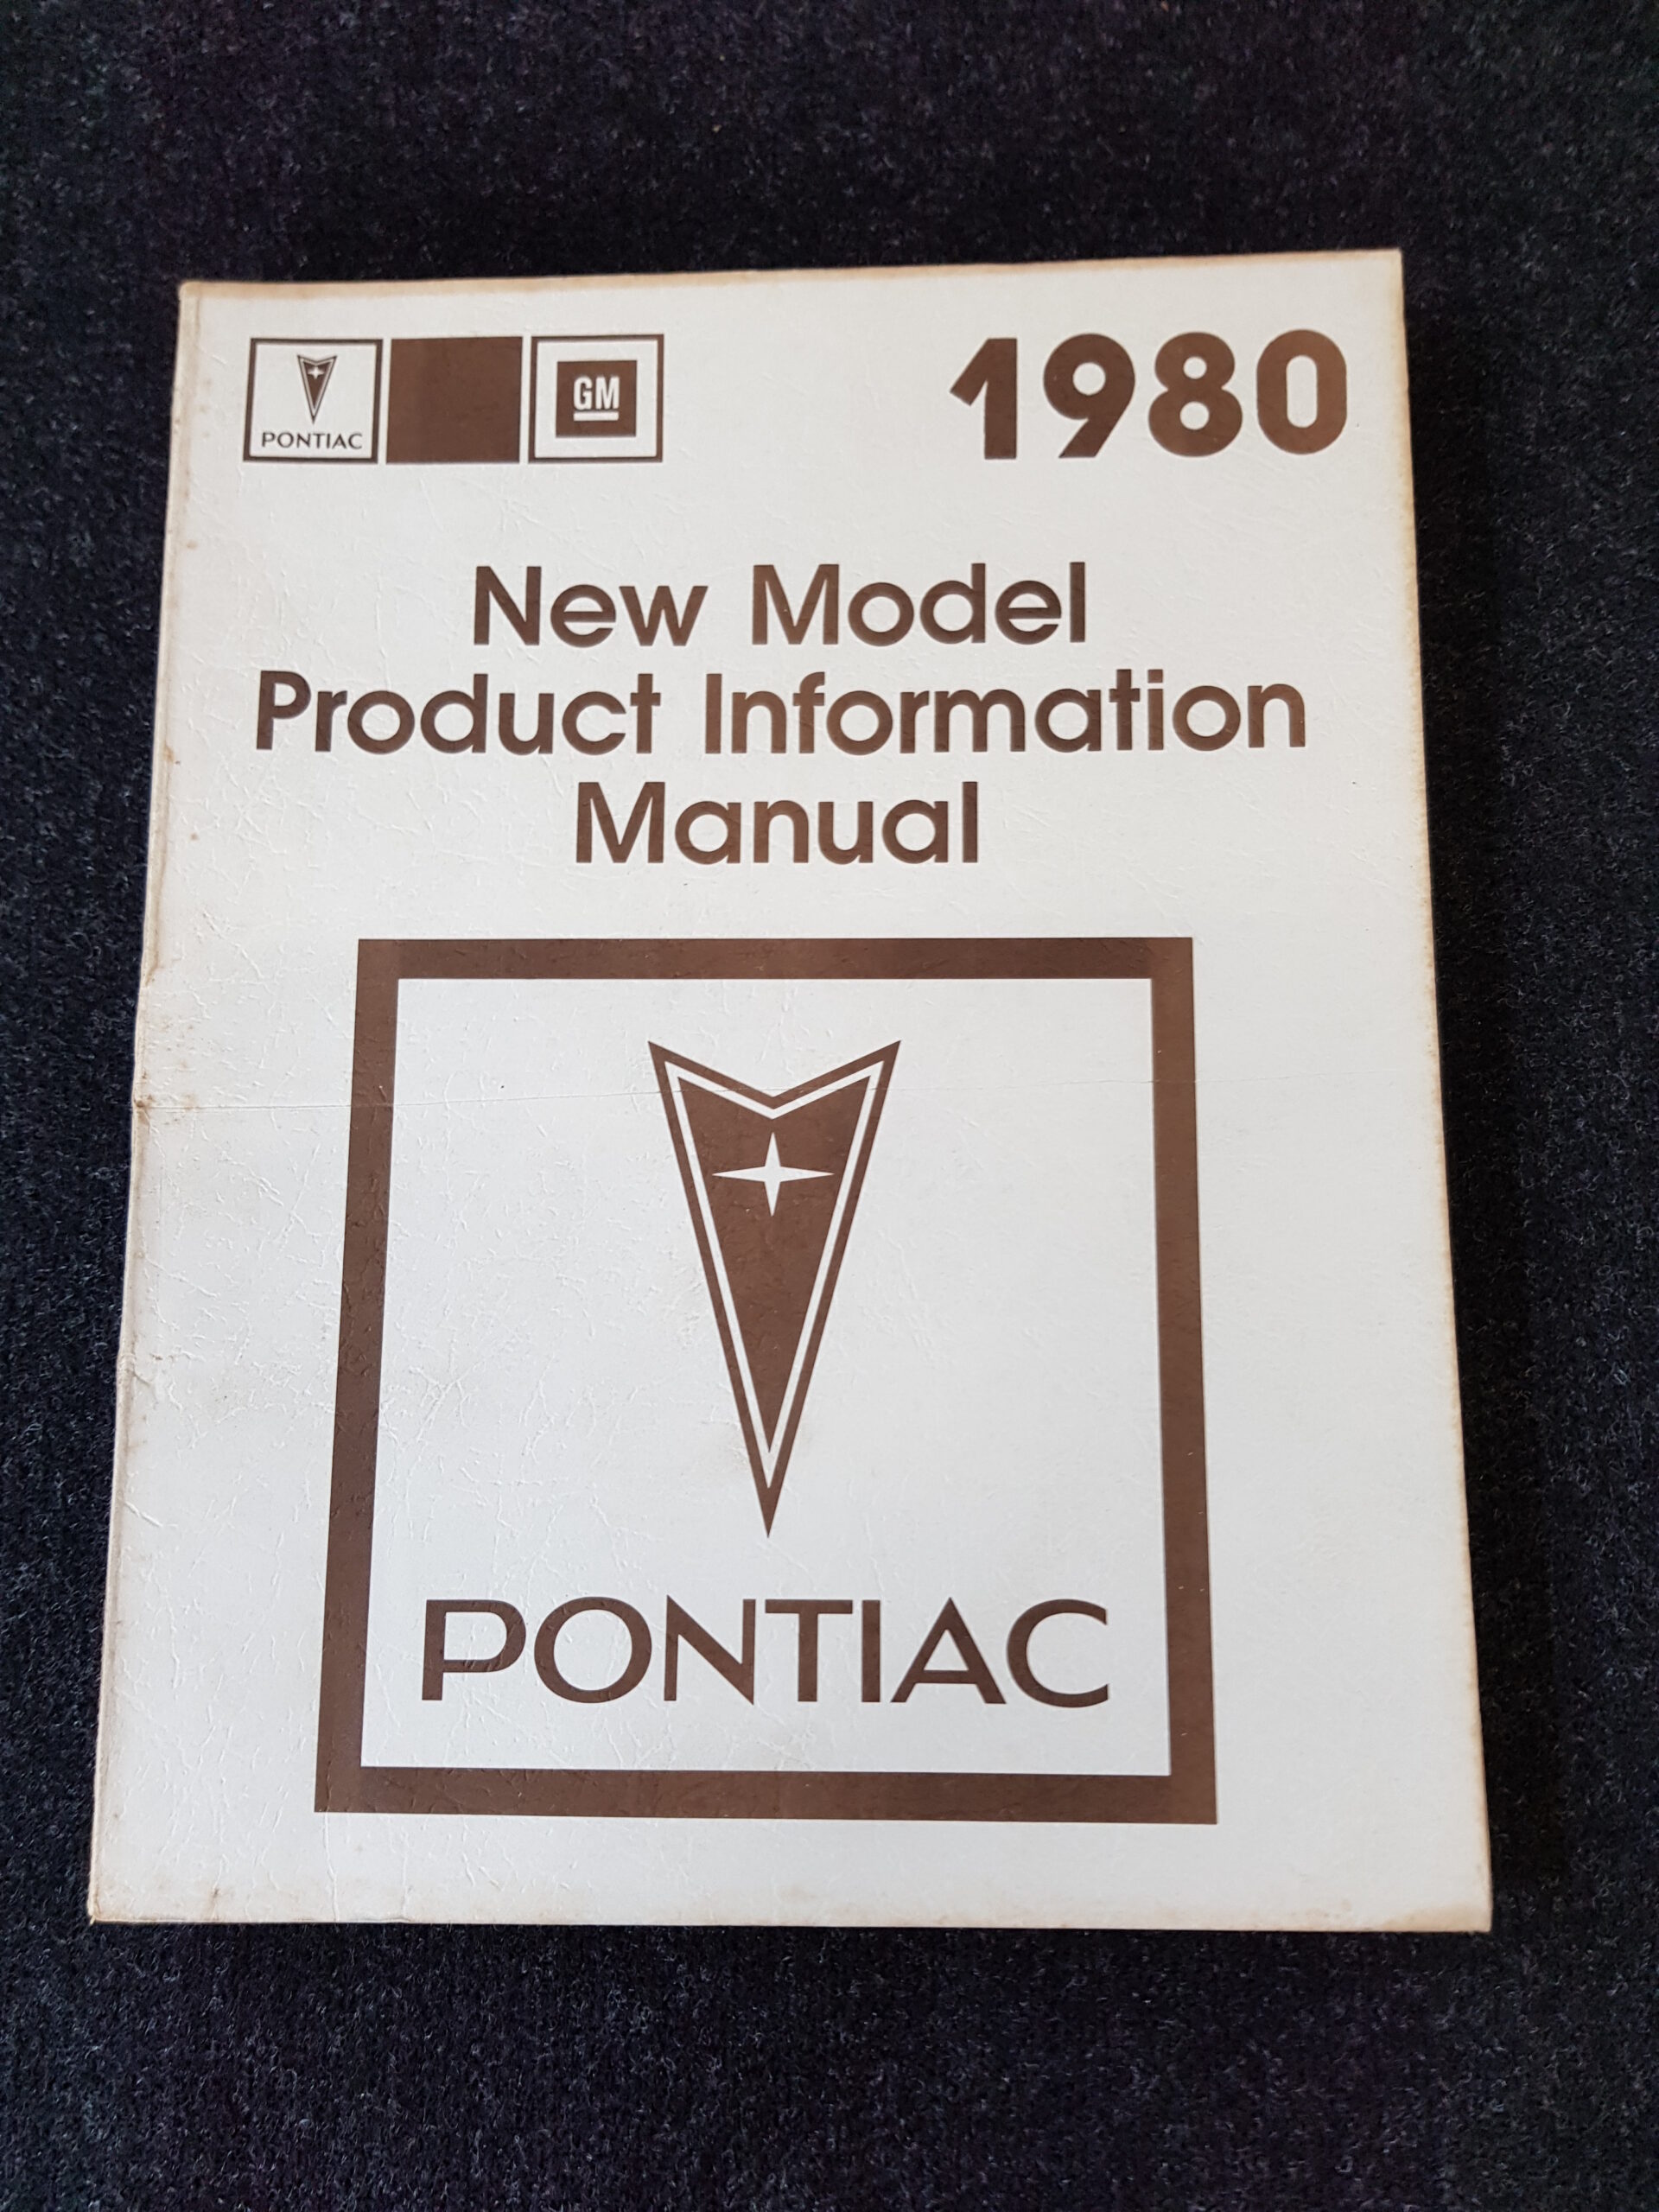 PONTIAC
GM
1980
New Model
Product Information
Manual
PONTIAC